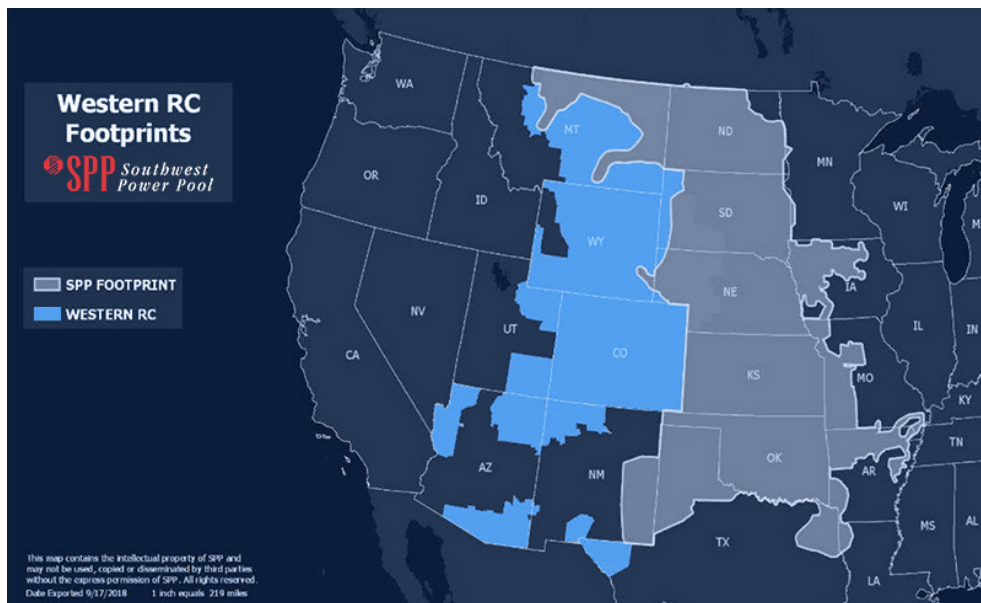 Western RC
Footprints
SPP Southwest
Power Pool
SPP FOOTPRINT
WESTERN RC
WA
OR
ID
MT
ND
MN
WI
SD
WY
NE
IA
IL
IN
NV
UT
CO
CA
KS
MO
KY
TN
AZ
NM
OK
AR
MS
AL
TX
LA
This map contains the intellectual property of SPP and
may not be used, copied or disseminated by third parties
without the express permission of SPP. All rights reserved.
Date Exported 9/17/2018 1 inch equals 219 miles